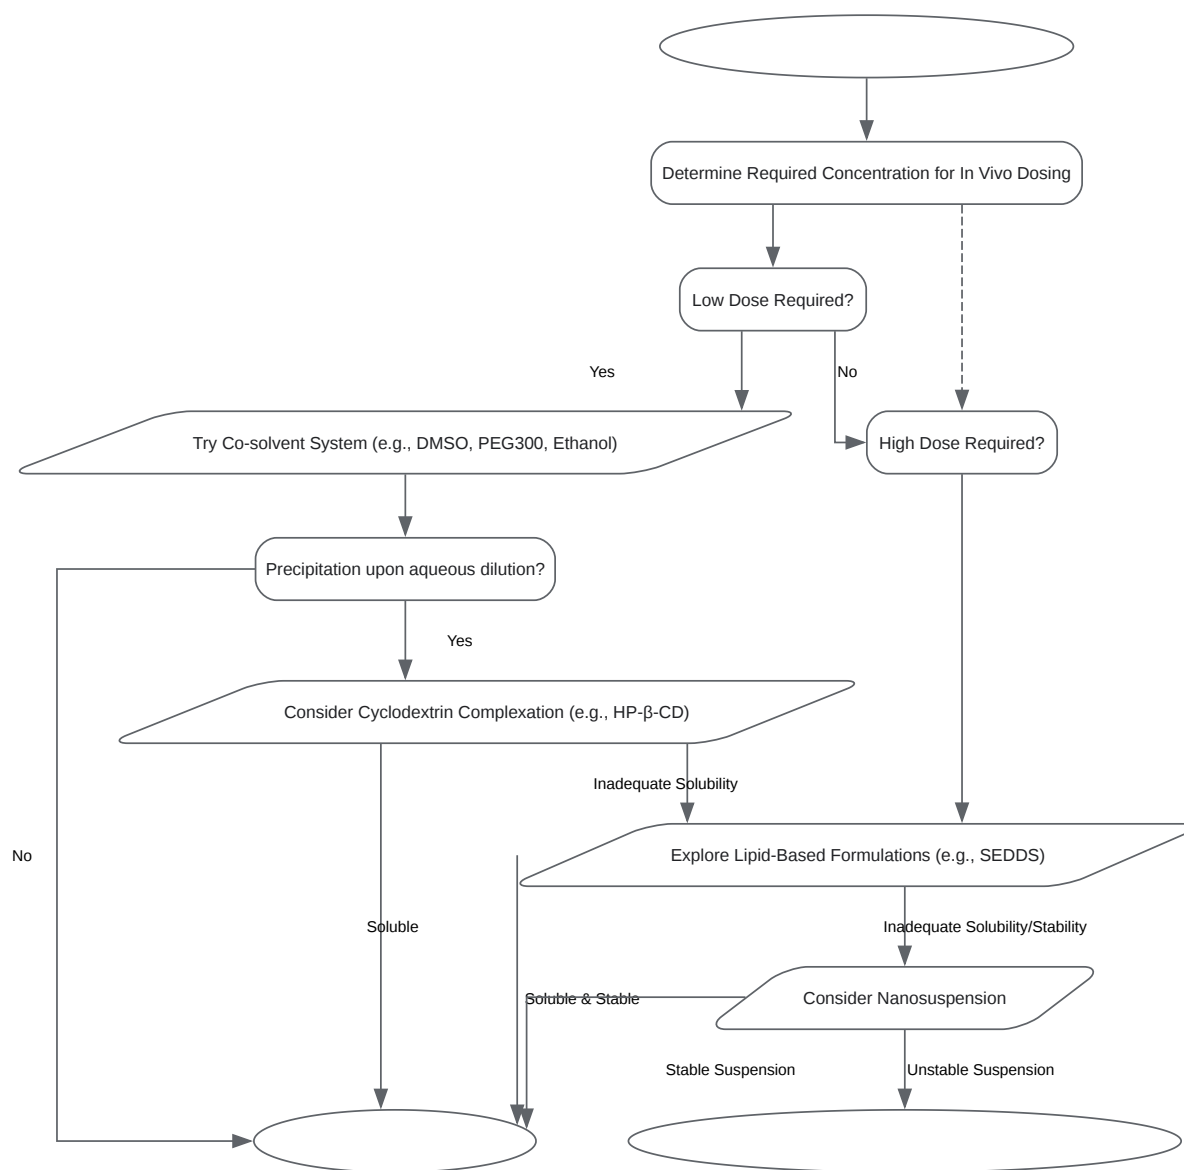 Determine Required Concentration for In Vivo Dosing
Low Dose Required?
Yes
No
Try Co-solvent System (e.g., DMSO, PEG300, Ethanol)
High Dose Required?
Precipitation upon aqueous dilution?
Yes
Consider Cyclodextrin Complexation (e.g., HP-β-CD)
Inadequate Solubility
No
Explore Lipid-Based Formulations (e.g., SEDDS)
Soluble
Inadequate Solubility/Stability
Soluble & Stable
Consider Nanosuspension
Stable Suspension
Unstable Suspension